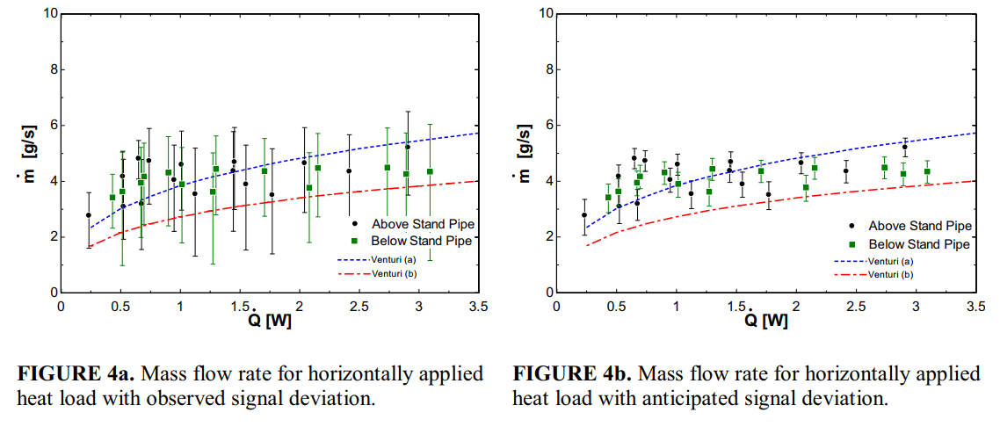 10
8
6
4
2
0
ṁ [g/s]
0 0.5 1 1.5 2 2.5 3 3.5
Q̇ [W]
Above Stand Pipe
Below Stand Pipe
Venturi (a)
Venturi (b)
10
8
6
4
2
0
ṁ [g/s]
0 0.5 1 1.5 2 2.5 3 3.5
Q̇ [W]
Above Stand Pipe
Below Stand Pipe
Venturi (a)
Venturi (b)
FIGURE 4a. Mass flow rate for horizontally applied
heat load with observed signal deviation.
FIGURE 4b. Mass flow rate for horizontally applied
heat load with anticipated signal deviation.